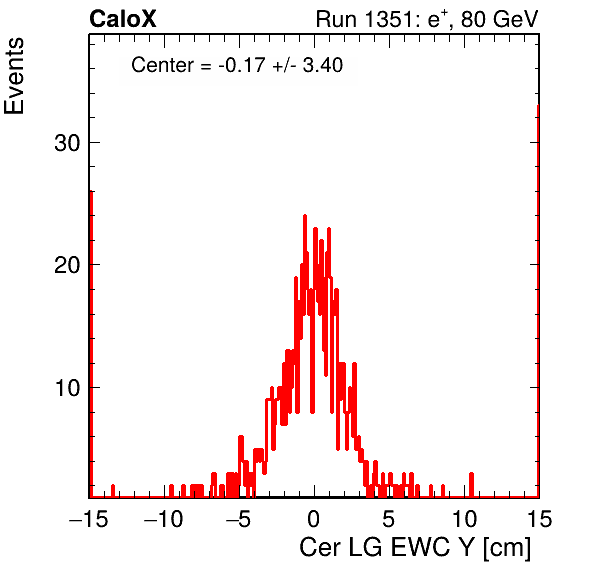 CaloX
Run 1351: e⁺, 80 GeV
Events
Center = -0.17 +/- 3.40
30
20
10
−15 −10 −5 0 5 10 15
Cer LG EWC Y [cm]